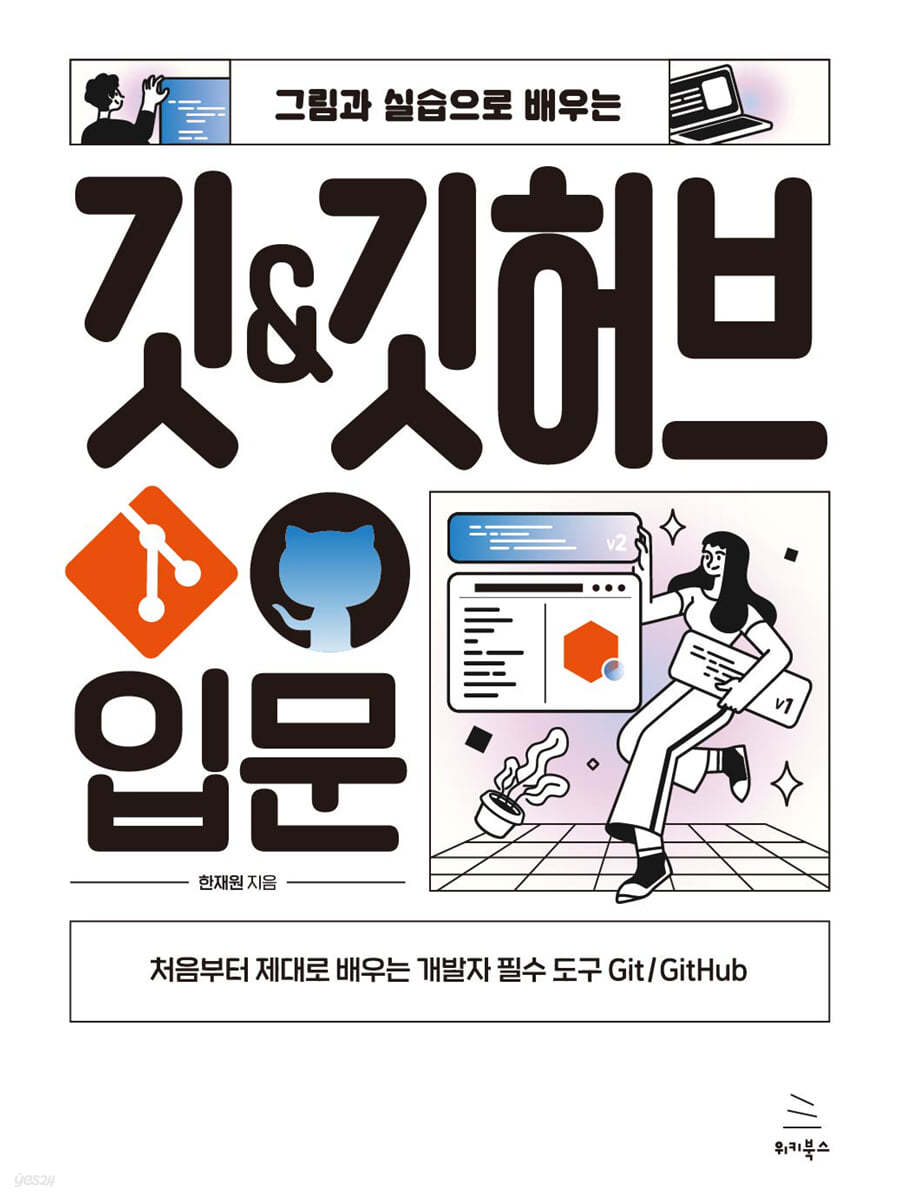 그림과 실습으로 배우는
깃&깃허브
v2
v1
입문
한재원 지음
처음부터 제대로 배우는 개발자 필수 도구 Git/GitHub
위키북스
yes24